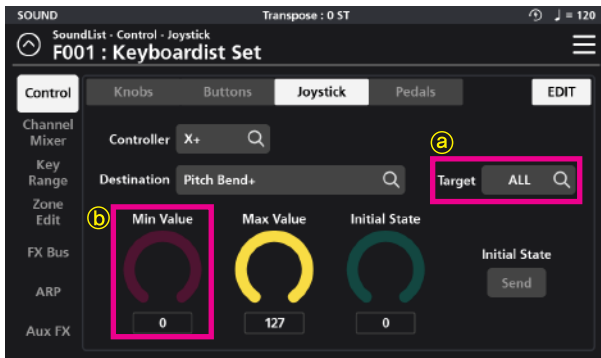 SOUND Transpose : 0 ST ♩ = 120
SoundList - Control - Joystick
F001 : Keyboardist Set
Control Knobs Buttons Joystick Pedals EDIT
Channel Mixer
Controller X+
ⓐ
Key Range
Destination Pitch Bend+ Target ALL
Zone Edit
ⓑ Min Value Max Value Initial State
FX Bus
Initial State
ARP
Send
0 127 0
Aux FX